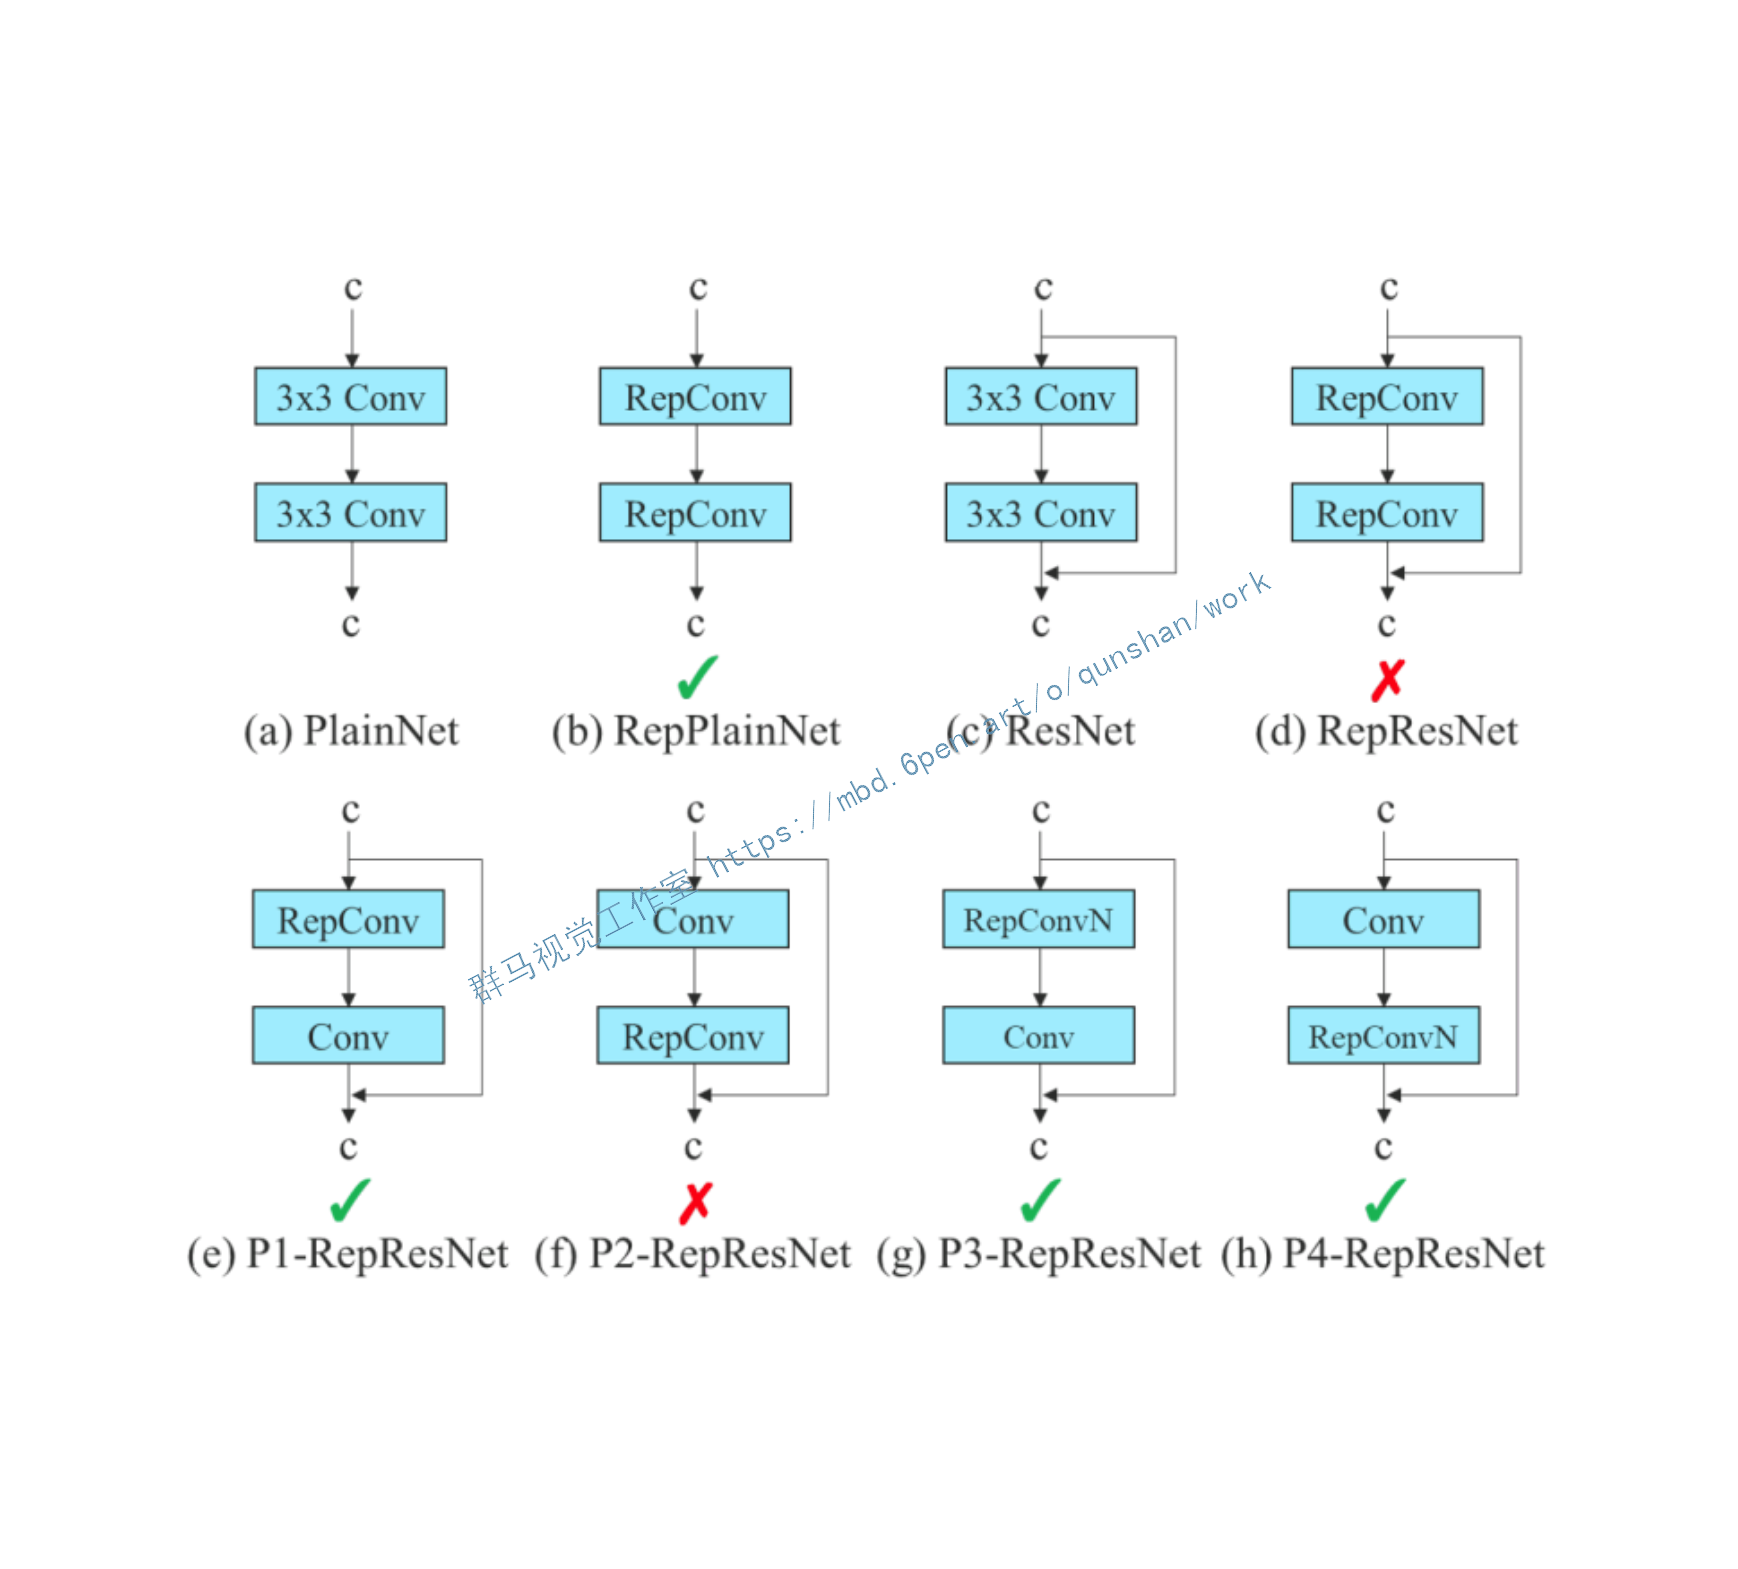 c c c c
3x3 Conv RepConv 3x3 Conv RepConv
3x3 Conv RepConv 3x3 Conv RepConv
c c c c
(a) PlainNet (b) RepPlainNet (c) ResNet (d) RepResNet
群马视觉工作室 https://mbd.6pen.art/o/qunshan/work
c c c c
RepConv Conv RepConvN Conv
Conv RepConv Conv RepConvN
c c c c
(e) P1-RepResNet (f) P2-RepResNet (g) P3-RepResNet (h) P4-RepResNet